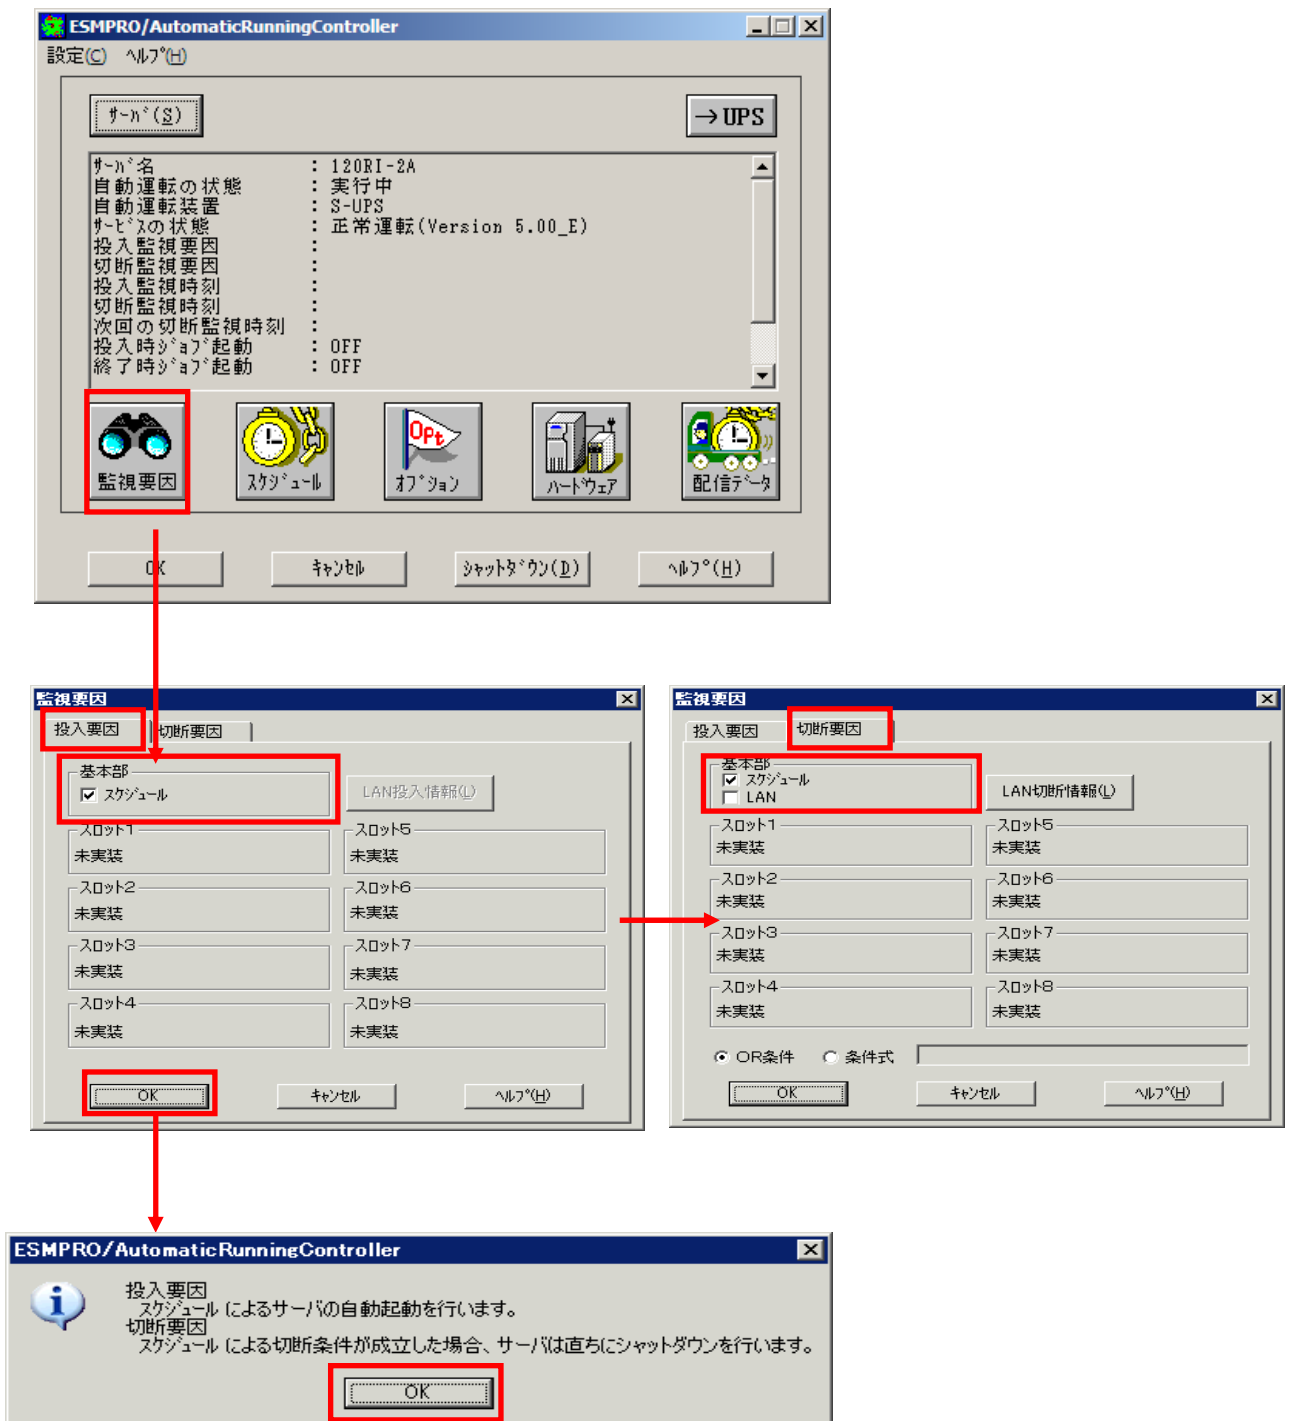 ESMPRO/AutomaticRunningController
設定(C) ﾍﾙﾌﾟ(H)
ｻｰﾊﾞ(S)
→UPS
ｻｰﾊﾞ名 : 120RI-2A
自動運転の状態 : 実行中
自動運転装置 : S-UPS
ｻｰﾋﾞｽの状態 : 正常運転(Version 5.00_E)
投入監視要因 :
切断監視要因 :
投入監視時刻 :
切断監視時刻 :
次回の切断監視時刻 :
投入時ｼﾞｮﾌﾞ起動 : OFF
終了時ｼﾞｮﾌﾞ起動 : OFF
Opt
監視要因 ｽｹｼﾞｭｰﾙ ｵﾌﾟｼｮﾝ ﾊｰﾄﾞｳｪｱ 配信ﾃﾞｰﾀ
OK ｷｬﾝｾﾙ ｼｬｯﾄﾀﾞｳﾝ(D) ﾍﾙﾌﾟ(H)
監視要因
投入要因 切断要因
基本部
ｽｹｼﾞｭｰﾙ
LAN投入情報(L)
スロット1 スロット5
未実装 未実装
スロット2 スロット6
未実装 未実装
スロット3 スロット7
未実装 未実装
スロット4 スロット8
未実装 未実装
OK ｷｬﾝｾﾙ ﾍﾙﾌﾟ(H)
監視要因
投入要因 切断要因
基本部
ｽｹｼﾞｭｰﾙ
LAN
LAN切断情報(L)
スロット1 スロット5
未実装 未実装
スロット2 スロット6
未実装 未実装
スロット3 スロット7
未実装 未実装
スロット4 スロット8
未実装 未実装
OR条件 条件式
OK ｷｬﾝｾﾙ ﾍﾙﾌﾟ(H)
ESMPRO/AutomaticRunningController
投入要因
ｽｹｼﾞｭｰﾙ によるサーバの自動起動を行います。
切断要因
ｽｹｼﾞｭｰﾙ による切断条件が成立した場合、サーバは直ちにシャットダウンを行います。
OK